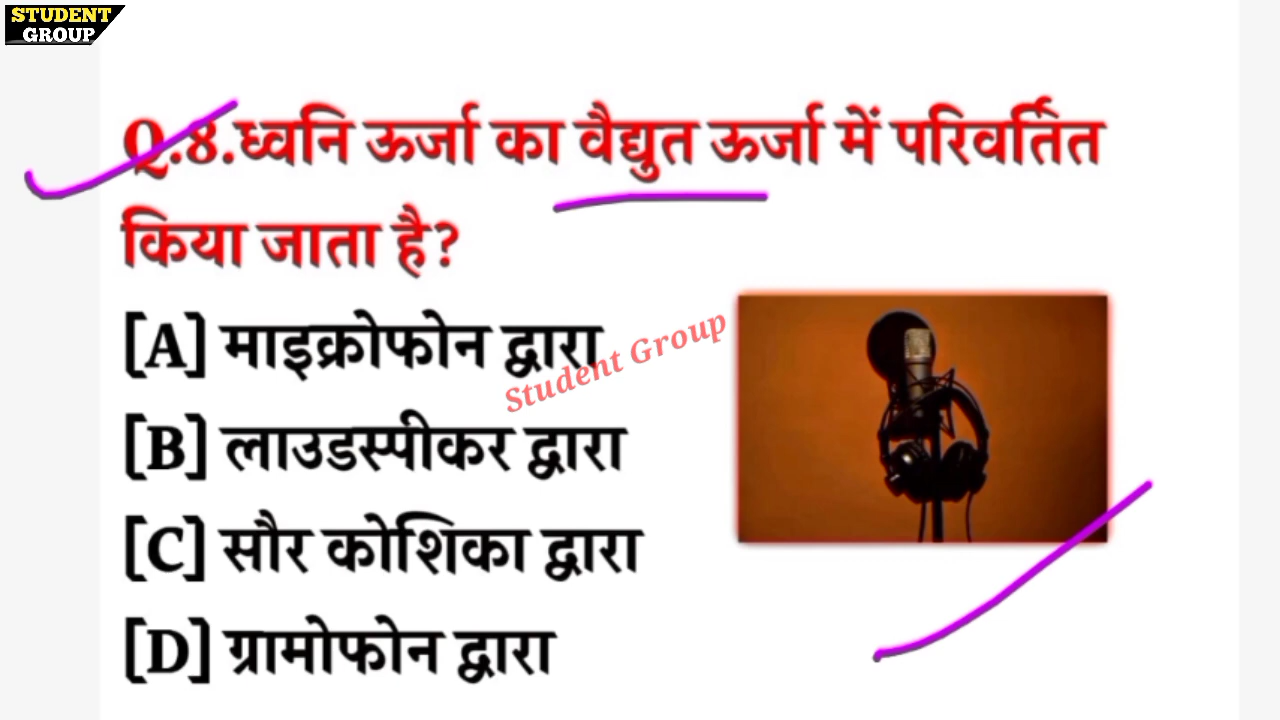 STUDENT
GROUP
Q.8.ध्वनि ऊर्जा का वैद्युत ऊर्जा में परिवर्तित
किया जाता है?
[A] माइक्रोफोन द्वारा
Student Group
[B] लाउडस्पीकर द्वारा
[C] सौर कोशिका द्वारा
[D] ग्रामोफोन द्वारा